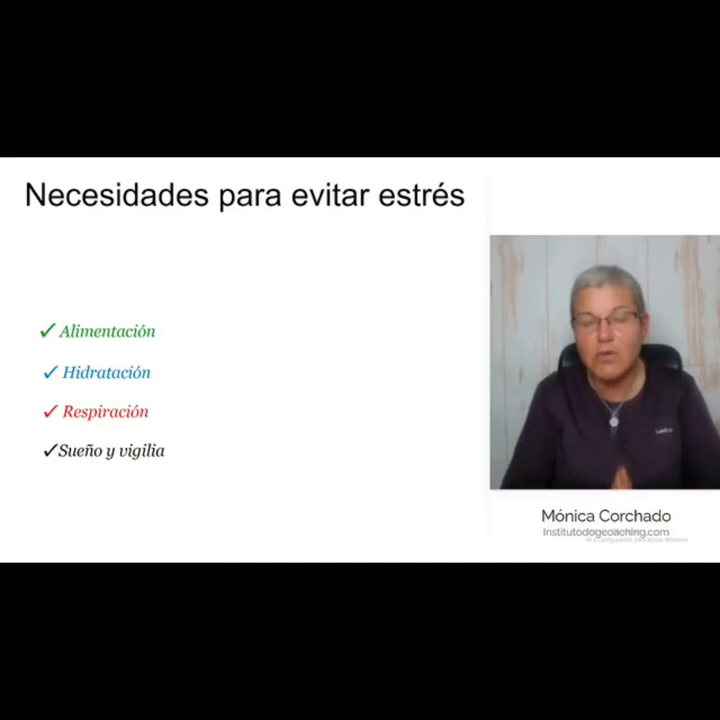 Necesidades para evitar estrés
✓ Alimentación
✓ Hidratación
✓ Respiración
✓Sueño y vigilia
Mónica Corchado
Institutodogcoaching.com